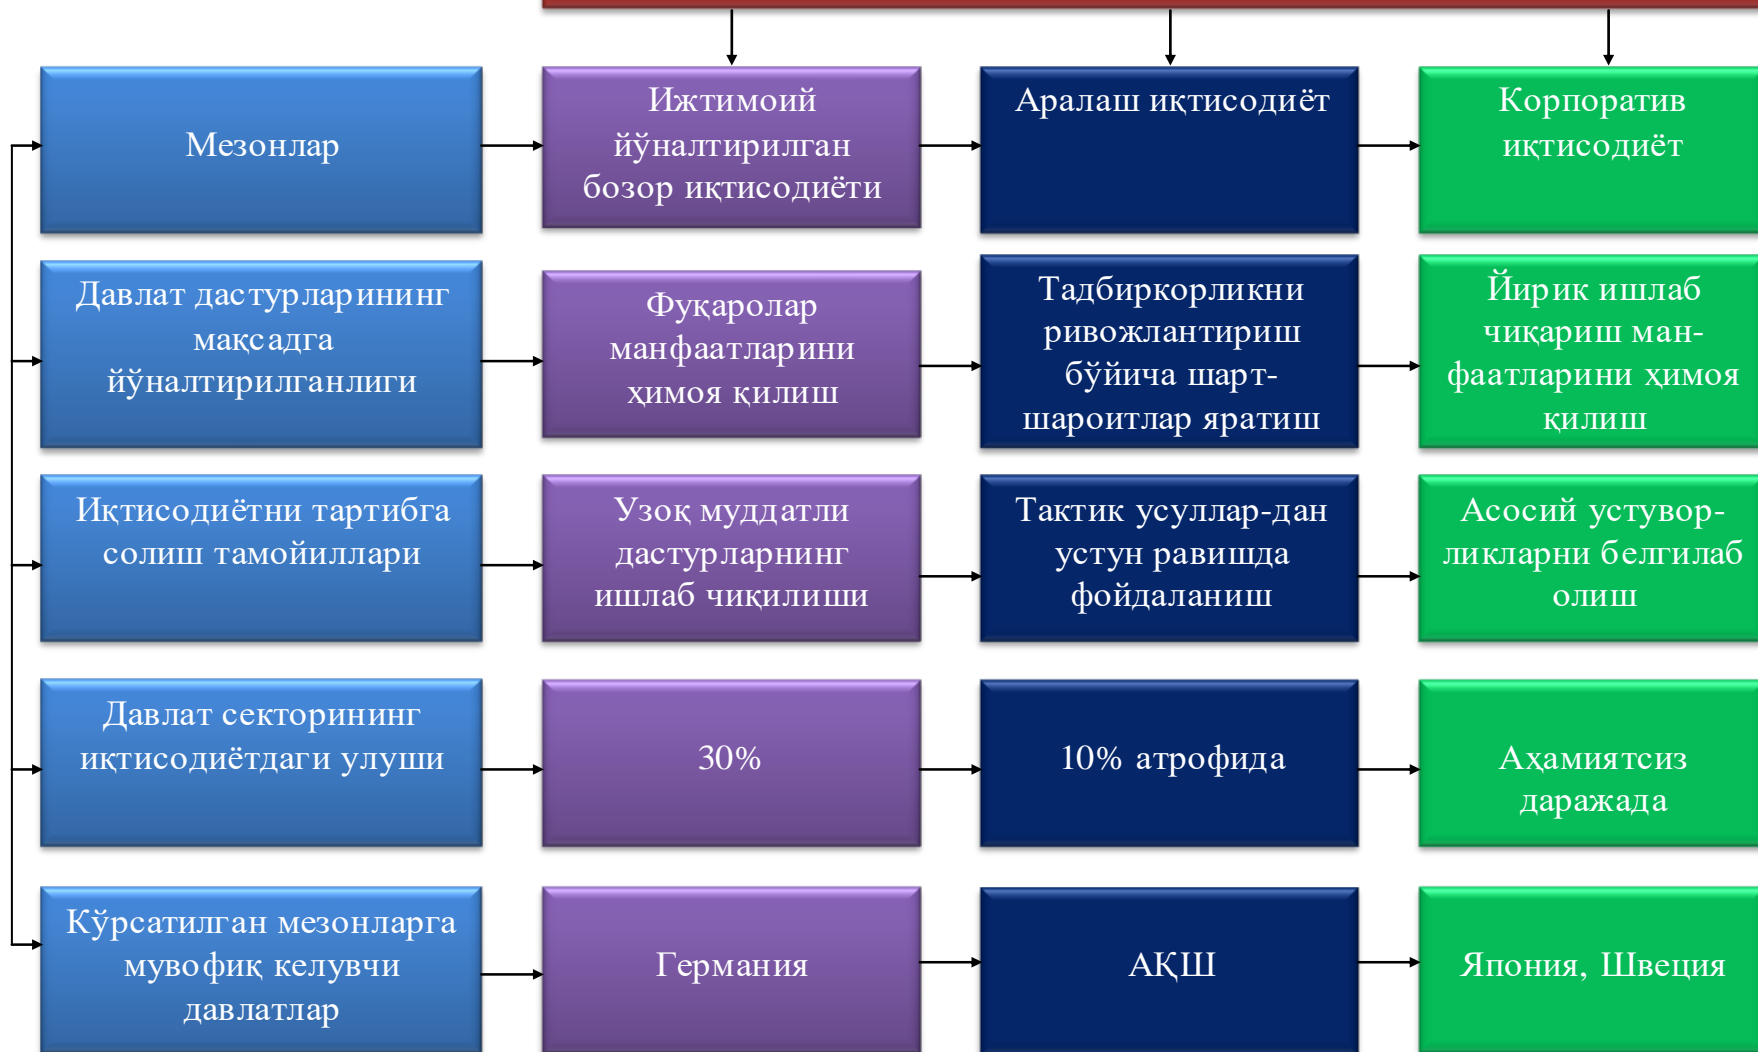 Мезонлар
Ижтимоий
йўналтирилган
бозор иқтисодиёти
Аралаш иқтисодиёт
Корпоратив
иқтисодиёт
Давлат дастурларининг
мақсадга
йўналтирилганлиги
Фуқаролар
манфаатларини
ҳимоя қилиш
Тадбиркорликни
ривожлантириш
бўйича шарт-
шароитлар яратиш
Йирик ишлаб
чиқариш ман-
фаатларини ҳимоя
қилиш
Иқтисодиётни тартибга
солиш тамойиллари
Узоқ муддатли
дастурларнинг
ишлаб чиқилиши
Тактик усуллар-дан
устун равишда
фойдаланиш
Асосий устувор-
ликларни белгилаб
олиш
Давлат секторининг
иқтисодиётдаги улуши
30%
10% атрофида
Аҳамиятсиз
даражада
Кўрсатилган мезонларга
мувофиқ келувчи
давлатлар
Германия
АҚШ
Япония, Швеция